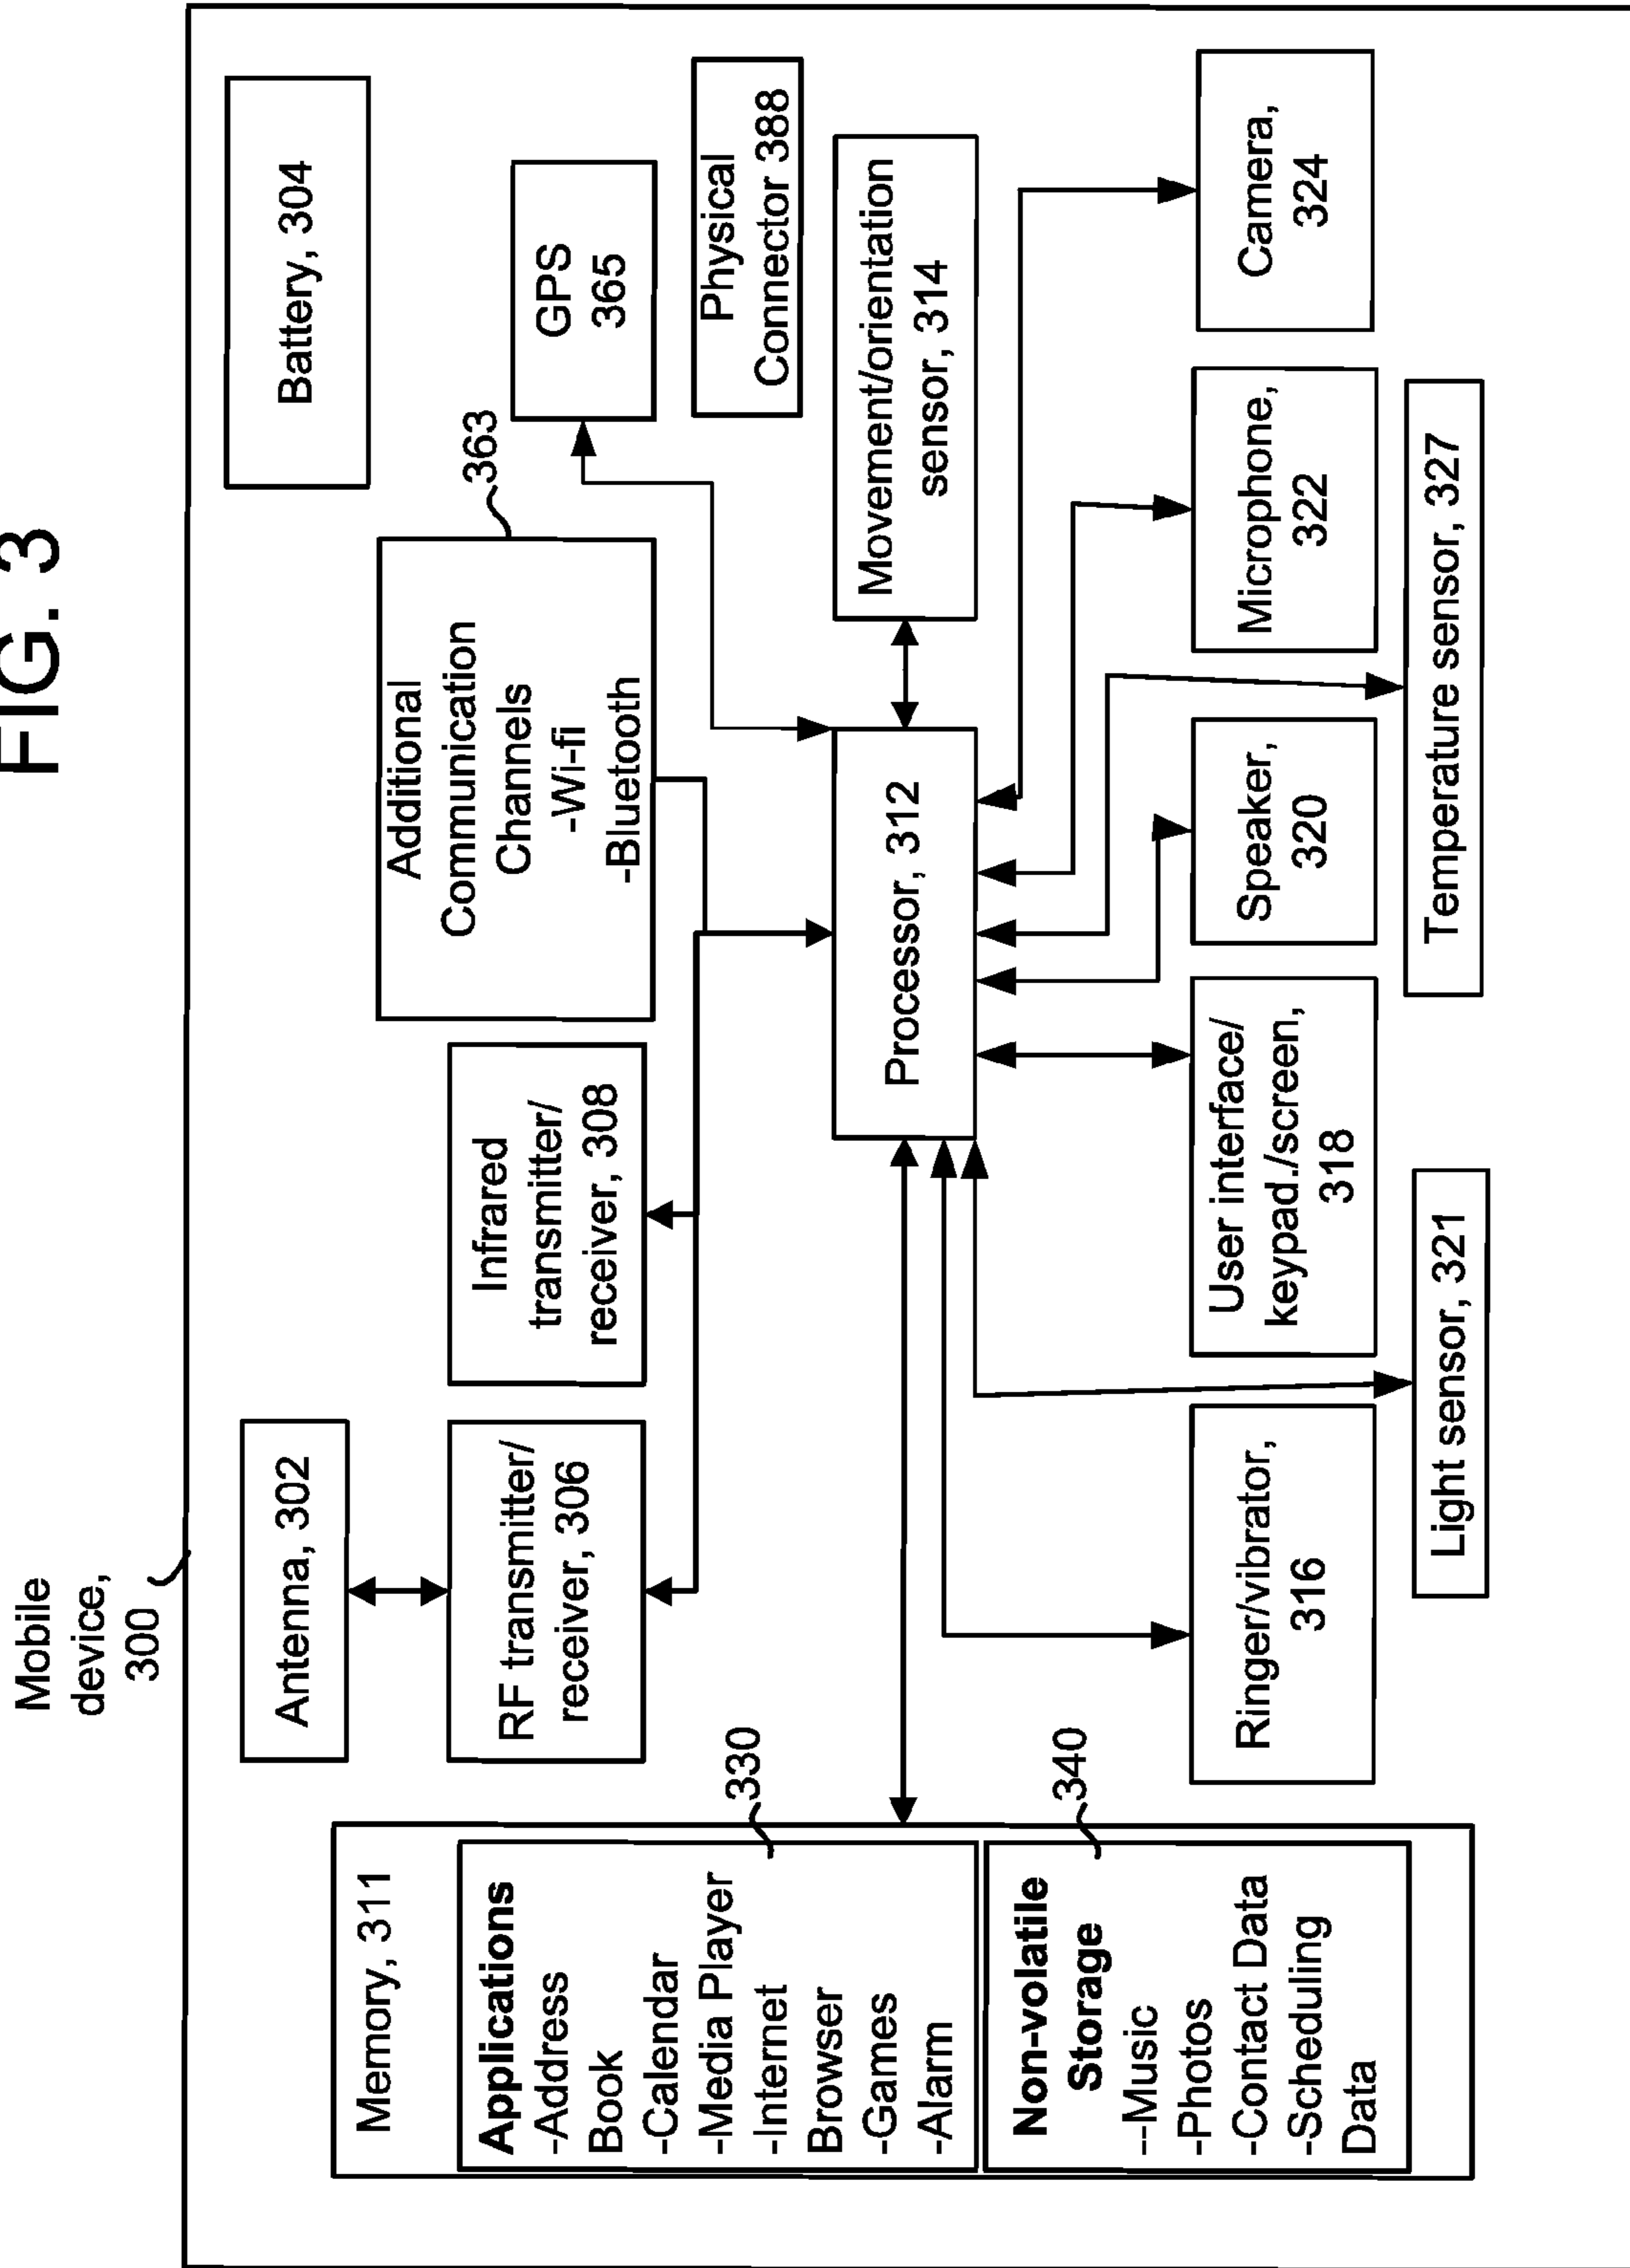 FIG. 3
Mobile
device,
300
Memory, 311
Applications
-Address
Book
-Calendar
-Media Player
-Internet
Browser
-Games
-Alarm
330
Non-volatile
Storage
--Music
-Photos
-Contact Data
-Scheduling
Data
340
Antenna, 302
RF transmitter/
receiver, 306
Infrared
transmitter/
receiver, 308
Additional
Communication
Channels
-Wi-fi
-Bluetooth
363
Battery, 304
GPS
365
Physical
Connector 388
Processor, 312
Movement/orientation
sensor, 314
Ringer/vibrator,
316
User interface/
keypad./screen,
318
Speaker,
320
Microphone,
322
Camera,
324
Light sensor, 321
Temperature sensor, 327